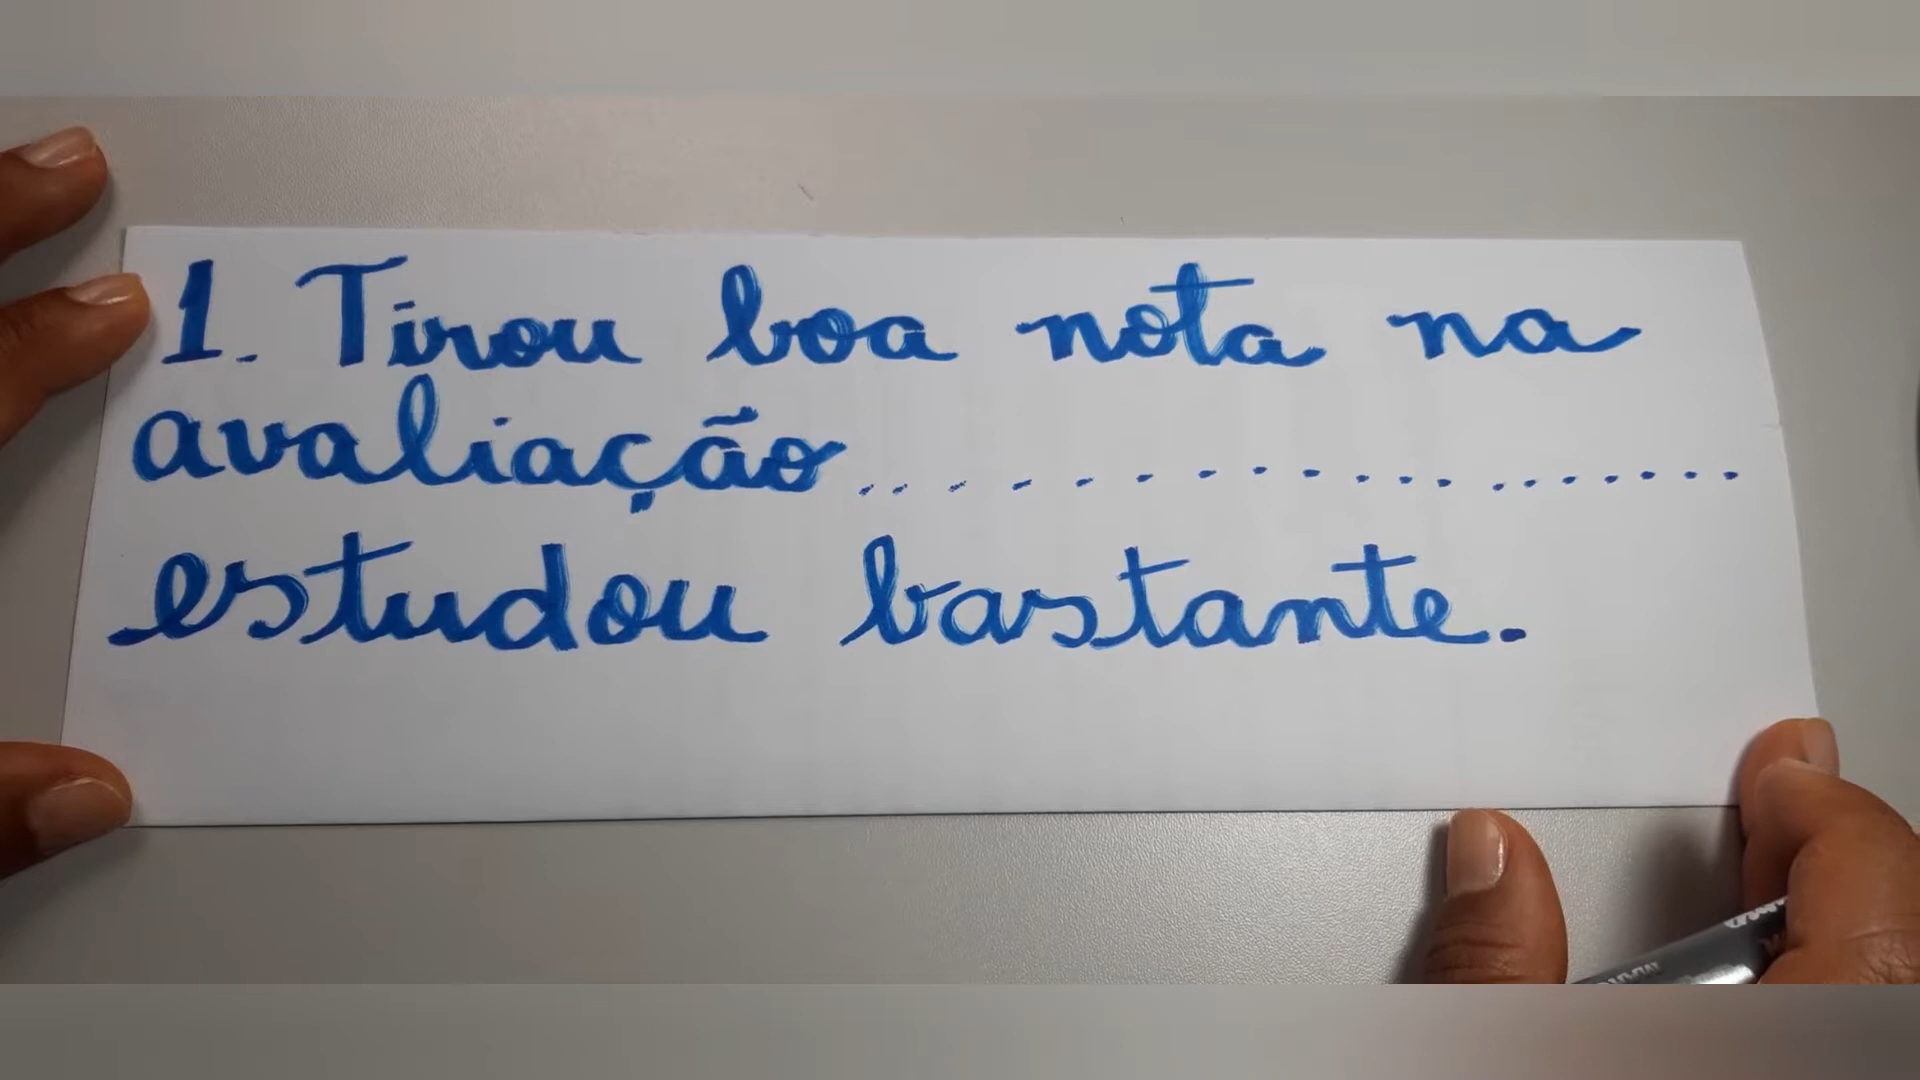 1. Tirou boa nota na
avaliação....................
estudou bastante.